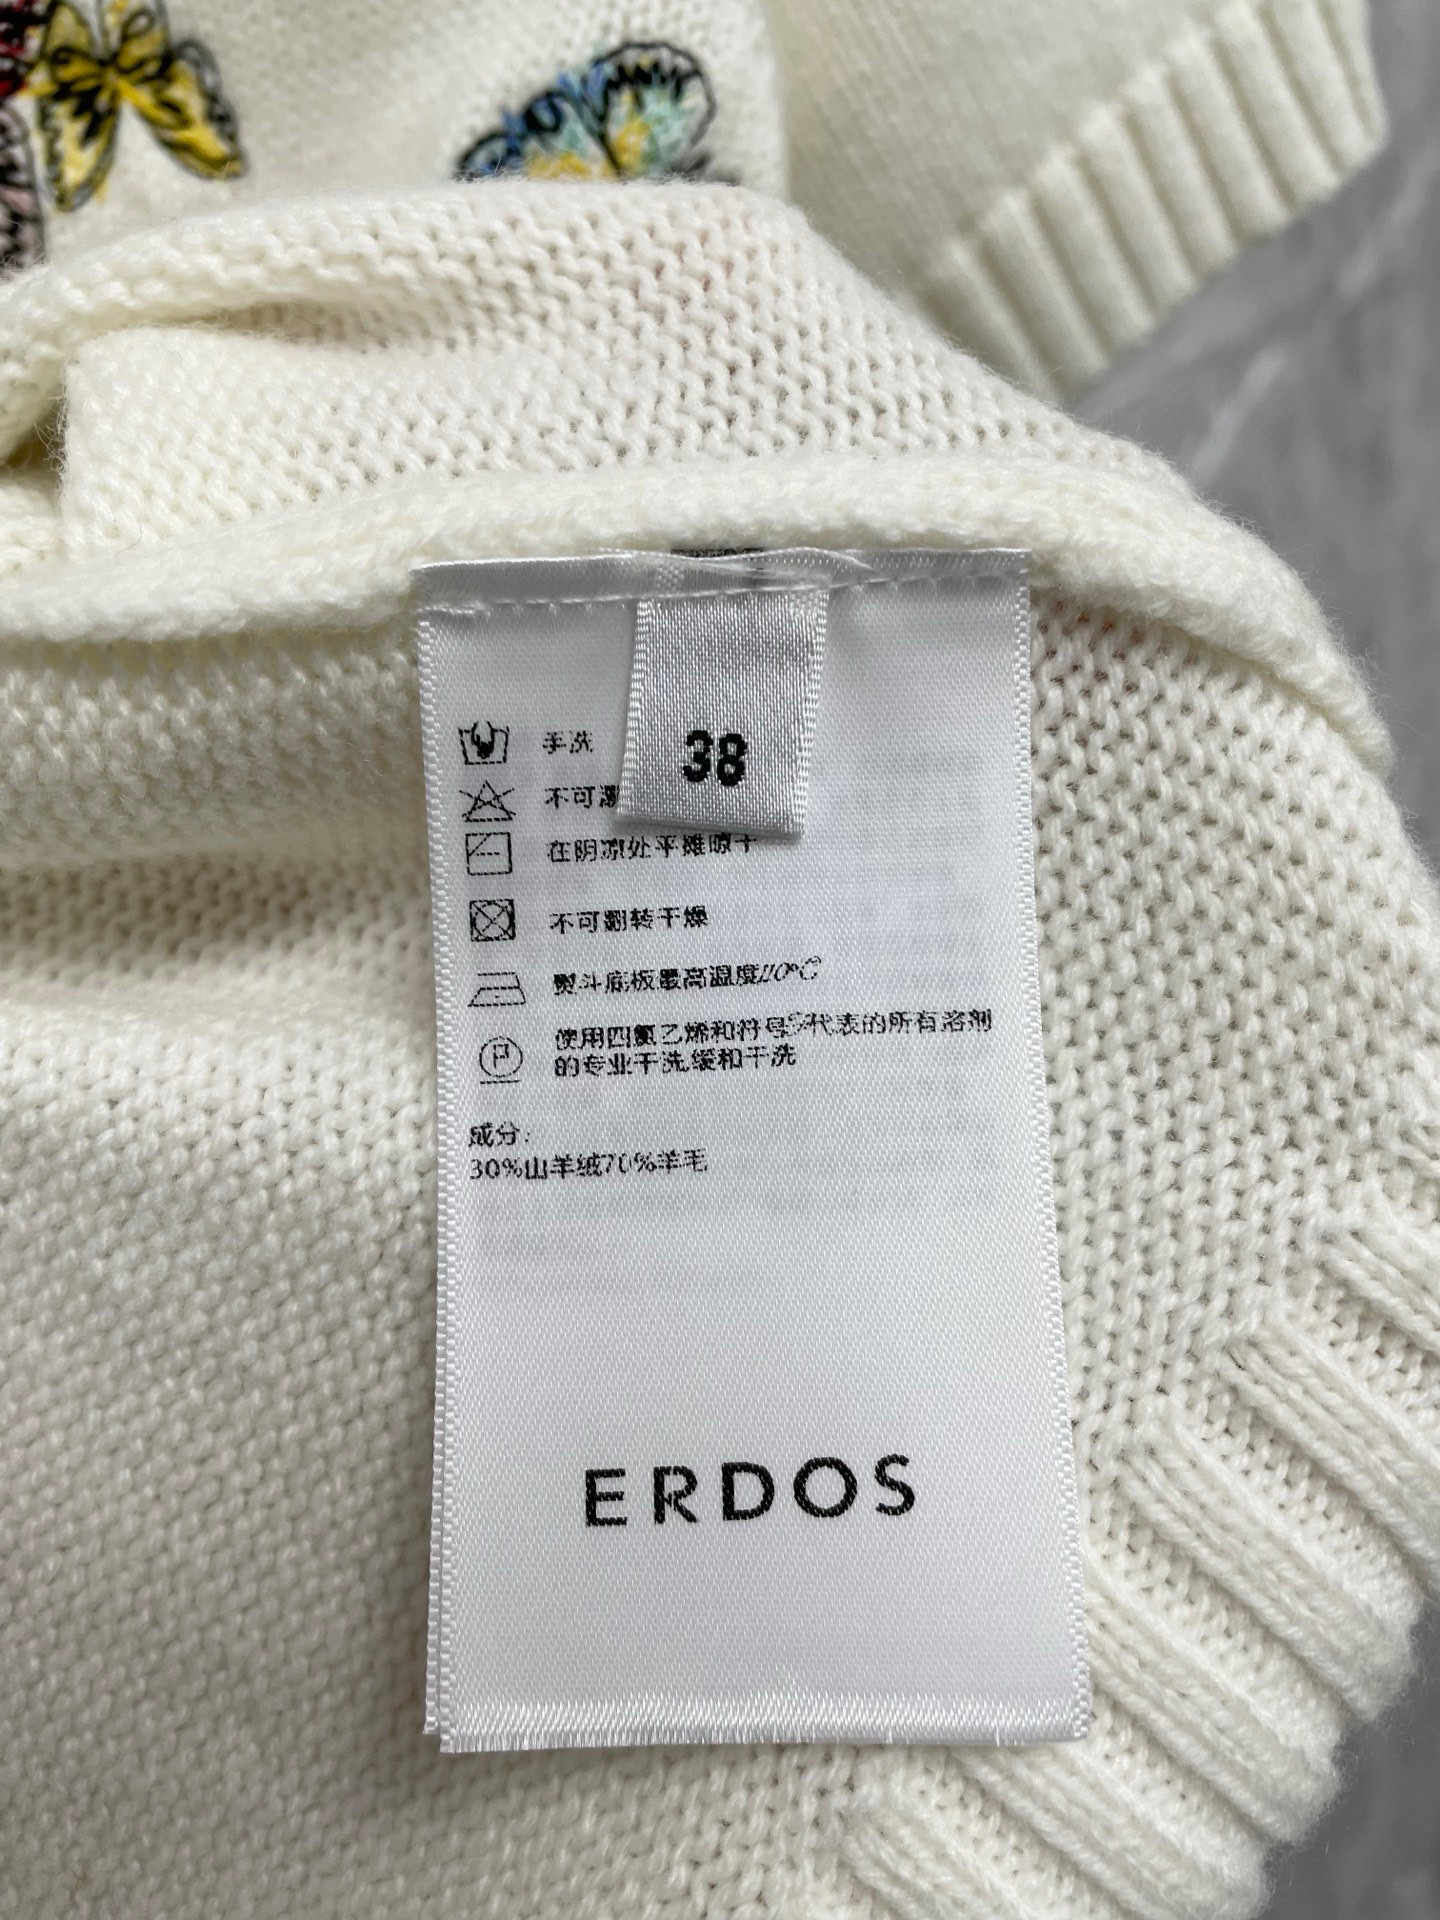 38
手洗
不可漂
在阴凉处平摊晾干
不可翻转干燥
熨斗底板最高温度110°C
使用四氯乙烯和符号 代表的所有溶剂
的专业干洗缓和干洗
P
成分:
30%山羊绒70%羊毛
ERDOS